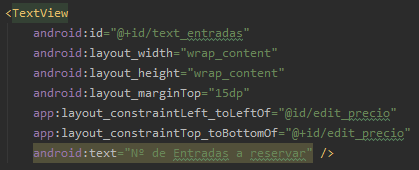 <TextView
android:id="@+id/text_entradas"
android:layout_width="wrap_content"
android:layout_height="wrap_content"
android:layout_marginTop="15dp"
app:layout_constraintLeft_toLeftOf="@id/edit_precio"
app:layout_constraintTop_toBottomOf="@+id/edit_precio"
android:text="Nº de Entradas a reservar" />